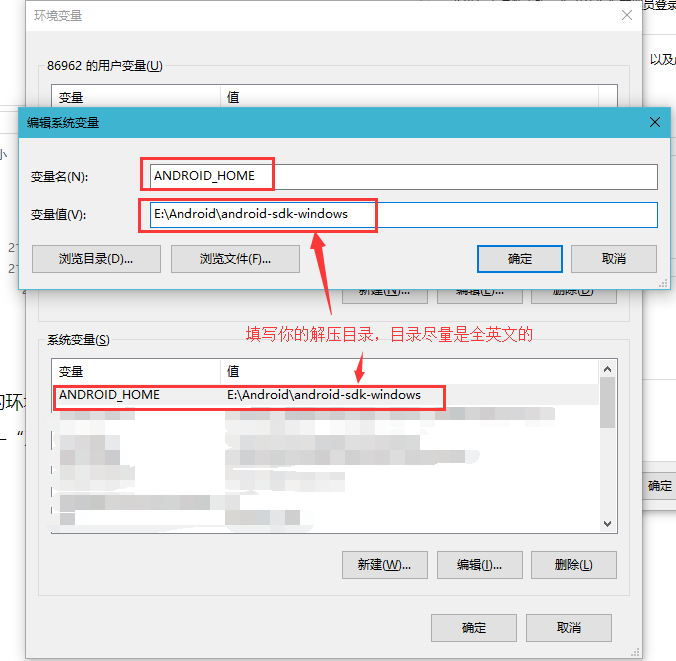 环境变量
员登录
86962 的用户变量(U)
以及
变量 值
编辑系统变量
小
变量名(N): ANDROID_HOME
变量值(V): E:\Android\android-sdk-windows
浏览目录(D)... 浏览文件(F)... 确定 取消
新建(N)... 编辑(E)... 删除(D)
填写你的解压目录，目录尽量是全英文的
系统变量(S)
变量 值
ANDROID_HOME E:\Android\android-sdk-windows
的环
确定
新建(W)... 编辑(I)... 删除(L)
确定 取消